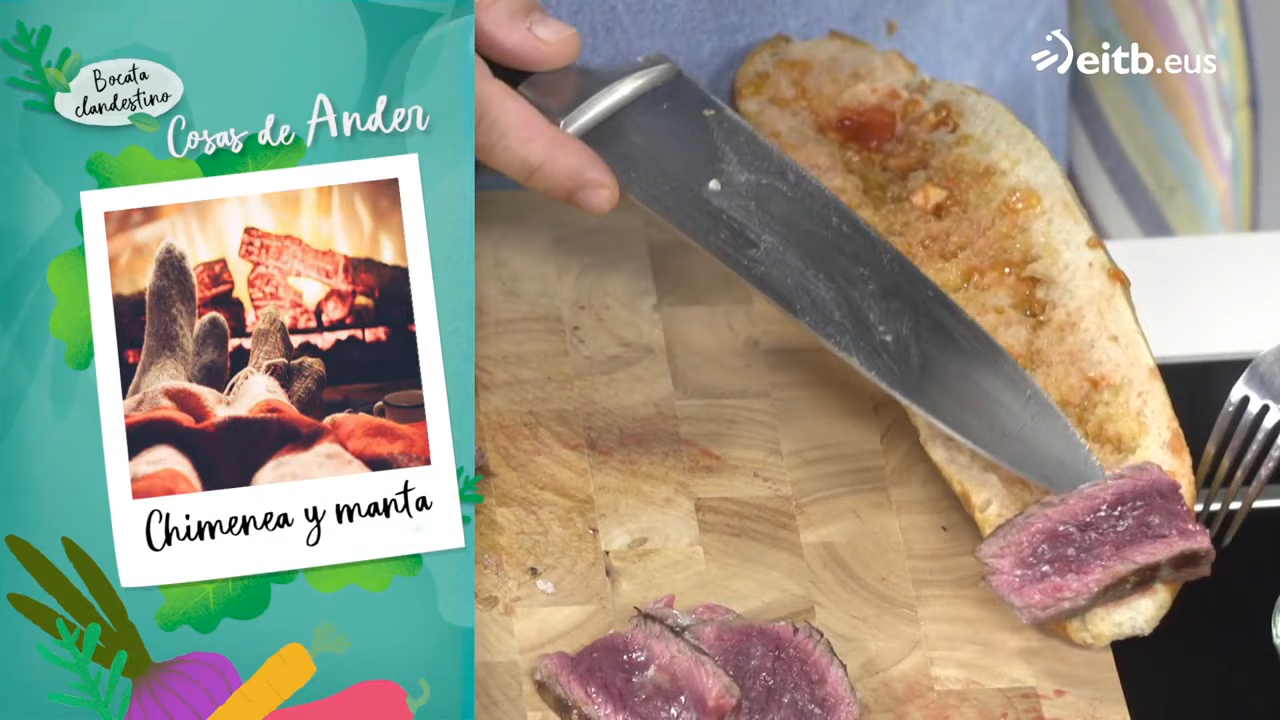 Bocata
clandestino
Cosas de Ander
Chimenea y manta
eitb.eus